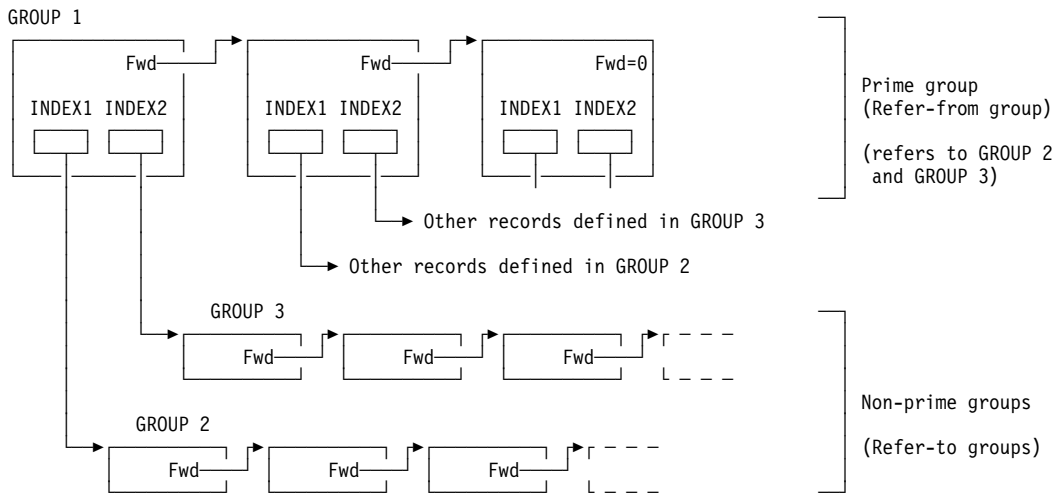 GROUP 1
Fwd Fwd Fwd=0
INDEX1 INDEX2 INDEX1 INDEX2 INDEX1 INDEX2
Prime group
(Refer-from group)
(refers to GROUP 2
and GROUP 3)
Other records defined in GROUP 3
Other records defined in GROUP 2
GROUP 3
Fwd Fwd Fwd
Non-prime groups
(Refer-to groups)
GROUP 2
Fwd Fwd Fwd